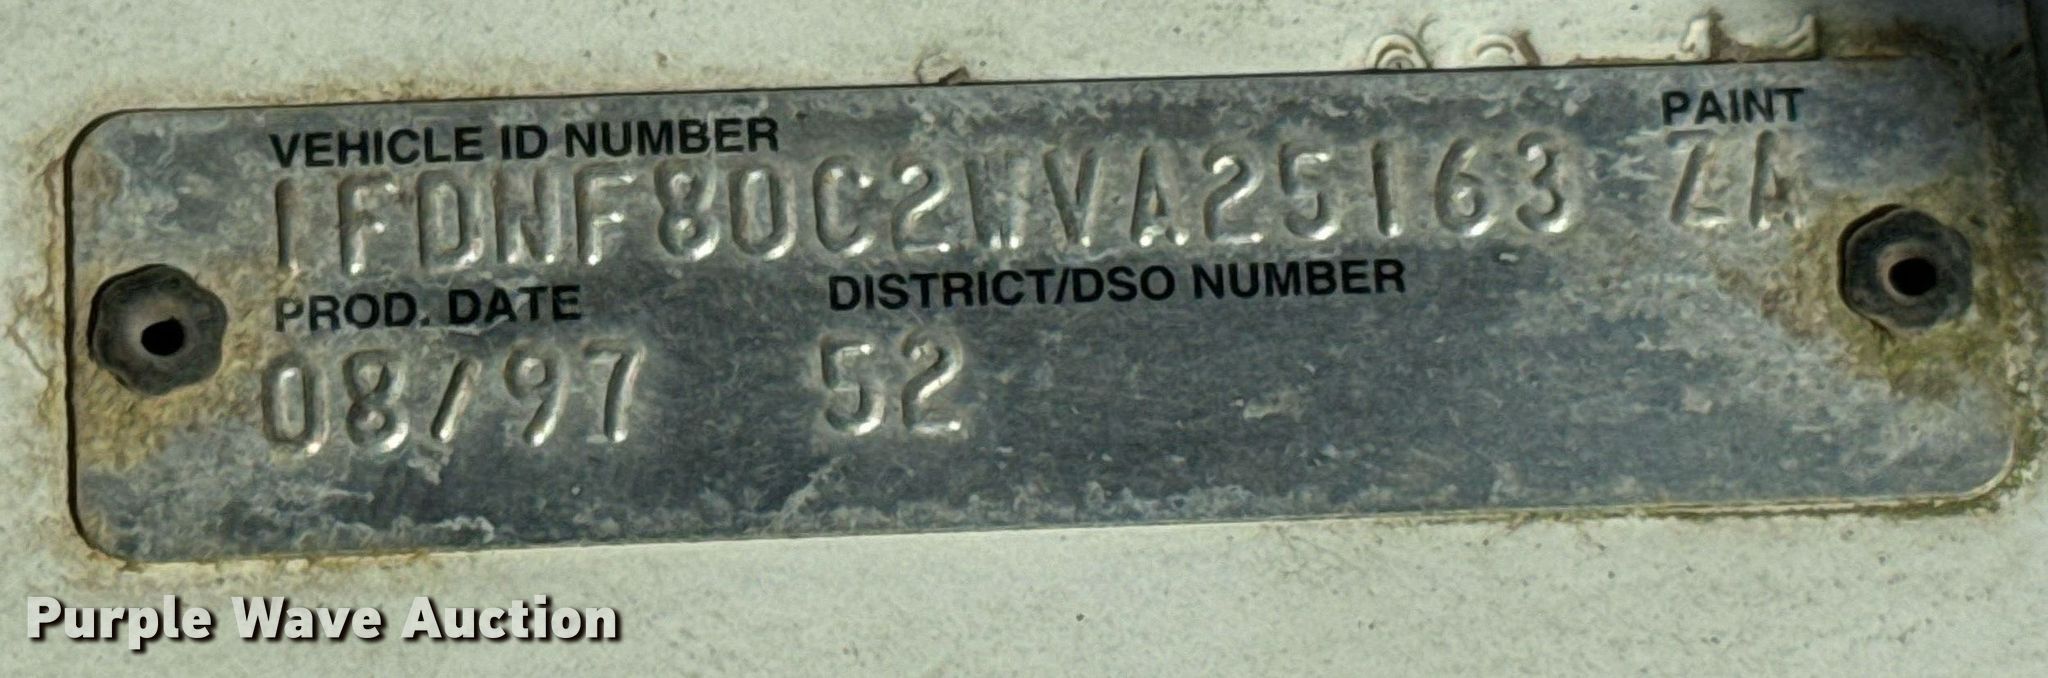 VEHICLE ID NUMBER PAINT
1FDNF80C2WVA25163 ZA
PROD. DATE DISTRICT/DSO NUMBER
08/97 52
Purple Wave Auction